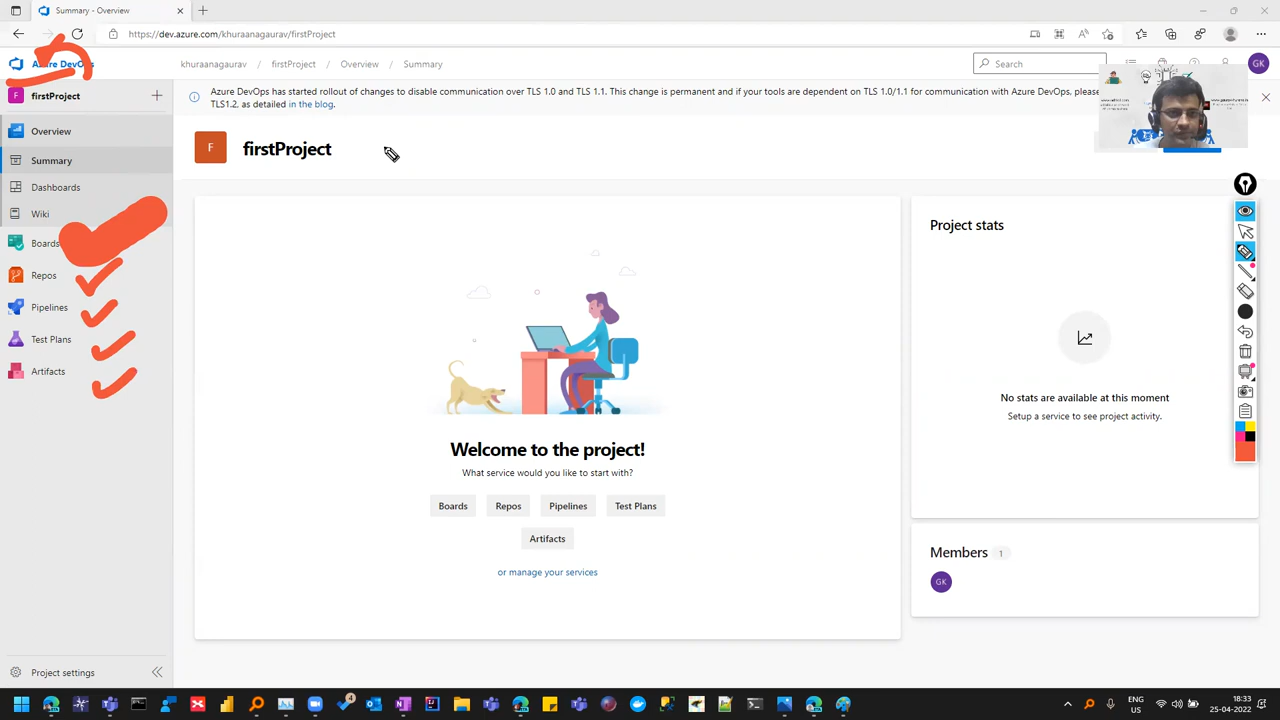 Summary - Overview
https://dev.azure.com/khuraanagaurav/firstProject
Azure DevOps
khuraanagaurav / firstProject / Overview / Summary
Search
GK
F firstProject
Azure DevOps has started rollout of changes to disable communication over TLS 1.0 and TLS 1.1. This change is permanent and if your tools are dependent on TLS 1.0/1.1 for communication with Azure DevOps, please
TLS1.2, as detailed in the blog.
Overview
Summary
Dashboards
Wiki
Boards
Repos
Pipelines
Test Plans
Artifacts
F
firstProject
Welcome to the project!
What service would you like to start with?
Boards Repos Pipelines Test Plans
Artifacts
or manage your services
Project stats
No stats are available at this moment
Setup a service to see project activity.
Members 1
GK
Project settings
4
ENG
US
18:33
25-04-2022